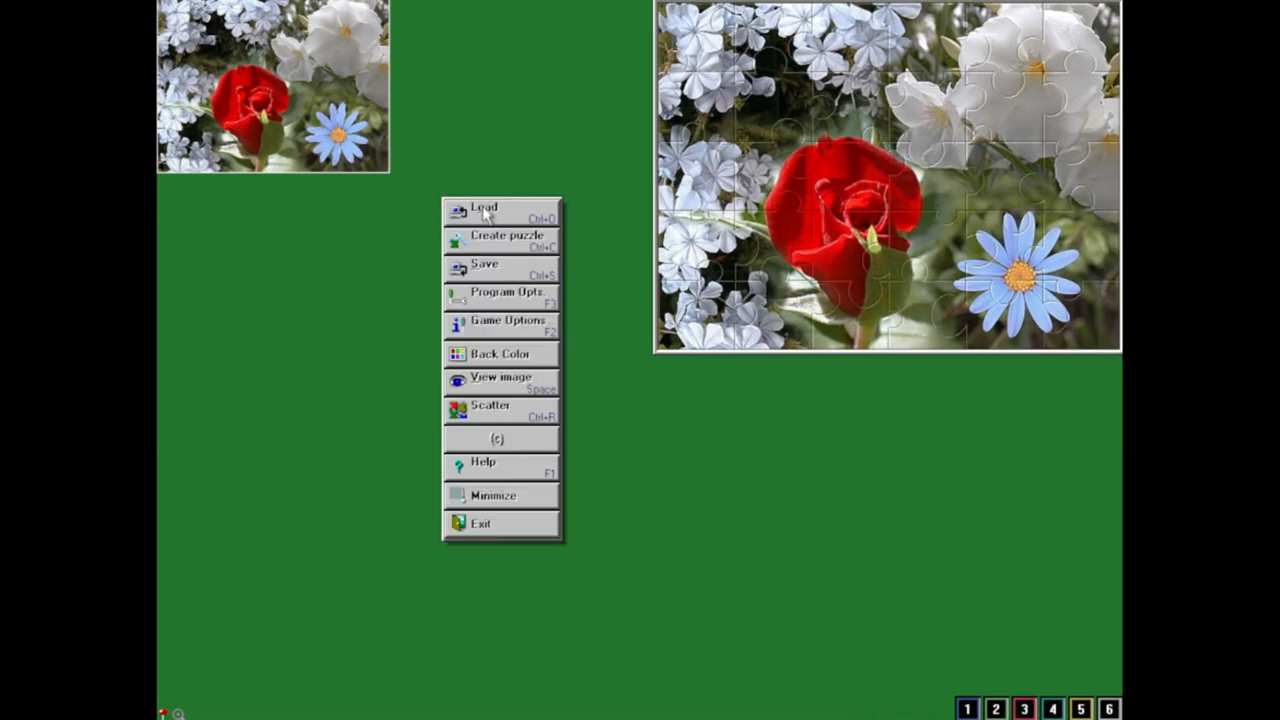 Load
Ctrl+O
Create puzzle
Ctrl+C
Save
Ctrl+S
Program Opts.
F3
Game Options
F2
Back Color
View image
Space
Scatter
Ctrl+R
(c)
Help
F1
Minimize
Exit
1 2 3 4 5 6